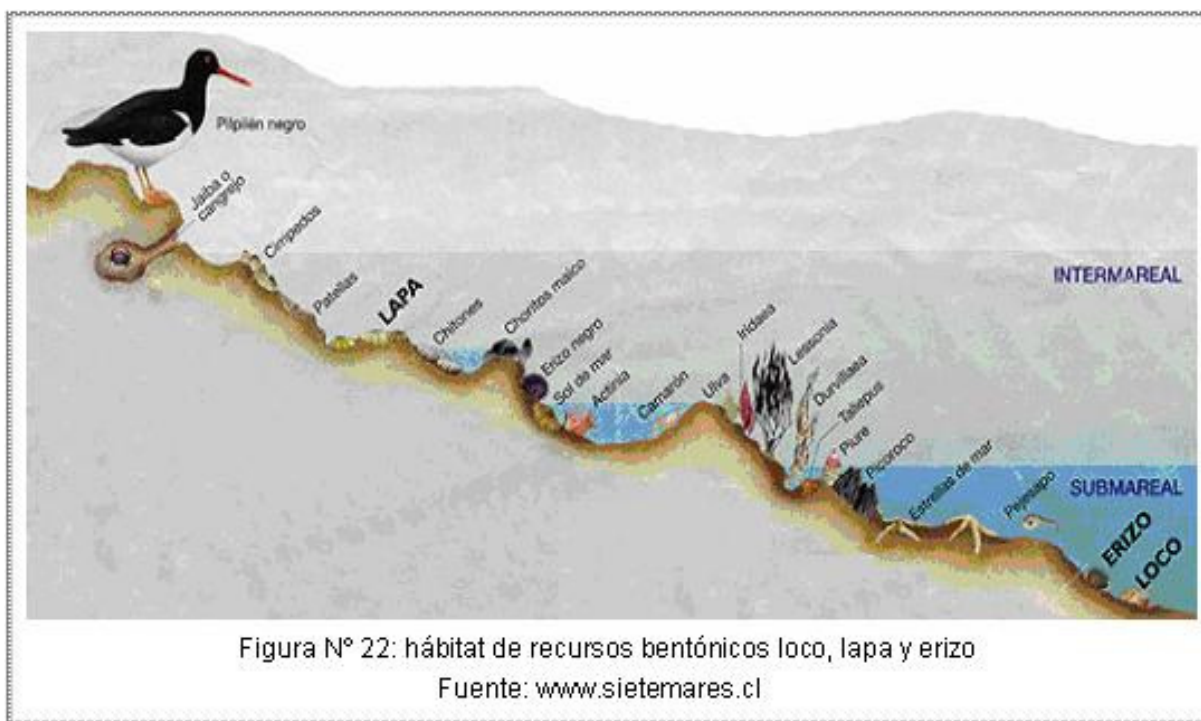 Pilpilén negro
Jaiba o
cangrejo
Cirripedos
Patellas
LAPA
Chitones
Choritos maico
Erizo negro
Sol de mar
Actinia
Camarón
Ulva
Iridaea
Lessonia
Durvillaea
Taliepus
Piure
Picoroco
Estrellas de mar
Pejesapo
ERIZO
LOCO
INTERMAREAL
SUBMAREAL
Figura N° 22: hábitat de recursos bentónicos loco, lapa y erizo
Fuente: www.sietemares.cl